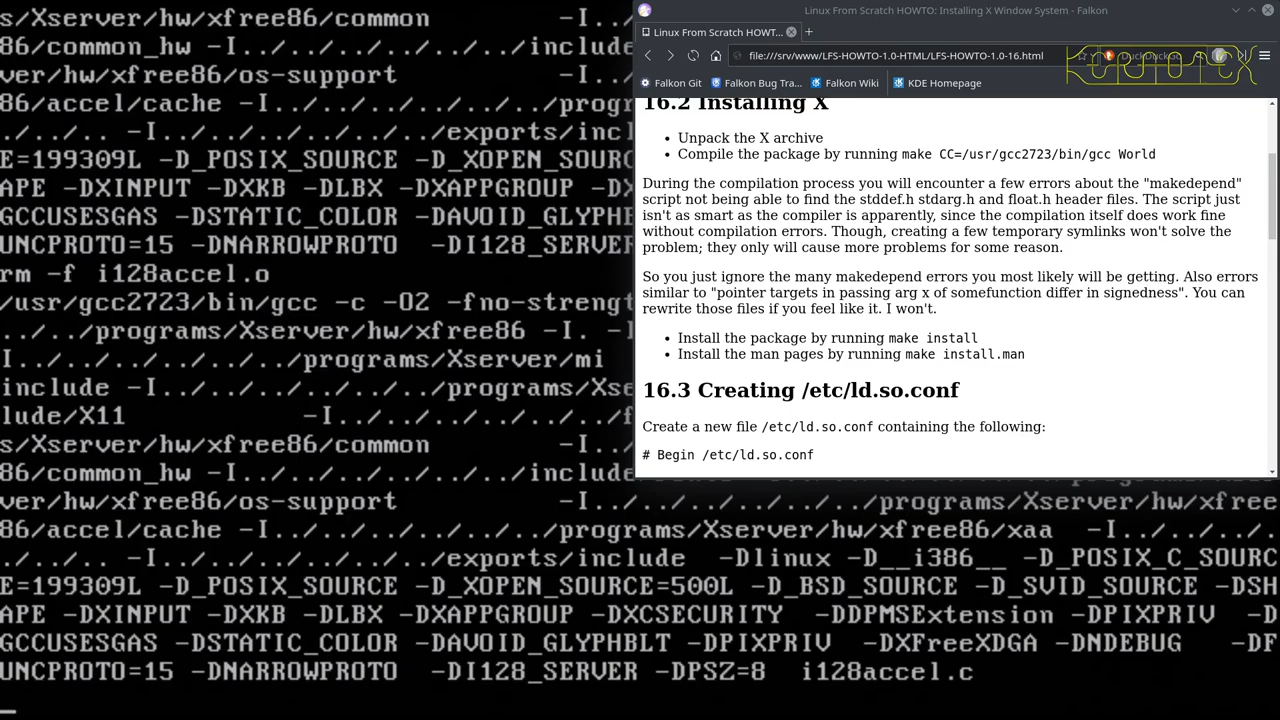 s/Xserver/hw/xfree86/common -I../../../../
86/common_hw -I../../../../../include
ver/hw/xfree86/os-support
86/accel/cache -I../../../../../progr
./../.. -I../../../../../exports/incl
E=199309L -D_POSIX_SOURCE -D_XOPEN_SOURC
APE -DXINPUT -DXKB -DLBX -DXAPPGROUP -DX
GCCUSESGAS -DSTATIC_COLOR -DAVOID_GLYPHB
UNCPROTO=15 -DNARROWPROTO -DI128_SERVER
rm -f i128accel.o
/usr/gcc2723/bin/gcc -c -O2 -fno-strengt
../../programs/Xserver/hw/xfree86 -I. -
I../../../../../programs/Xserver/mi
include -I../../../../../programs/Xse
lude/X11 -I../../../../../
s/Xserver/hw/xfree86/common -I../../../../
86/common_hw -I../../../../../include
ver/hw/xfree86/os-support -I../../../../../programs/Xserver/hw/xfree
86/accel/cache -I../../../../../programs/Xserver/hw/xfree86/xaa -I../../.
./../.. -I../../../../../exports/include -Dlinux -D__i386__ -D_POSIX_C_SOURC
E=199309L -D_POSIX_SOURCE -D_XOPEN_SOURCE=500L -D_BSD_SOURCE -D_SVID_SOURCE -DSH
APE -DXINPUT -DXKB -DLBX -DXAPPGROUP -DXCSECURITY -DDPMSExtension -DPIXPRIV -D
GCCUSESGAS -DSTATIC_COLOR -DAVOID_GLYPHBLT -DPIXPRIV -DXFreeXDGA -DNDEBUG -DF
UNCPROTO=15 -DNARROWPROTO -DI128_SERVER -DPSZ=8 i128accel.c
Linux From Scratch HOWTO: Installing X Window System - Falkon
Linux From Scratch HOWT...
file:///srv/www/LFS-HOWTO-1.0-HTML/LFS-HOWTO-1.0-16.html
Falkon Git Falkon Bug Tra... Falkon Wiki KDE Homepage
16.2 Installing X
• Unpack the X archive
• Compile the package by running make CC=/usr/gcc2723/bin/gcc World
During the compilation process you will encounter a few errors about the "makedepend"
script not being able to find the stddef.h stdarg.h and float.h header files. The script just
isn't as smart as the compiler is apparently, since the compilation itself does work fine
without compilation errors. Though, creating a few temporary symlinks won't solve the
problem; they only will cause more problems for some reason.
So you just ignore the many makedepend errors you most likely will be getting. Also errors
similar to "pointer targets in passing arg x of somefunction differ in signedness". You can
rewrite those files if you feel like it. I won't.
• Install the package by running make install
• Install the man pages by running make install.man
16.3 Creating /etc/ld.so.conf
Create a new file /etc/ld.so.conf containing the following:
# Begin /etc/ld.so.conf